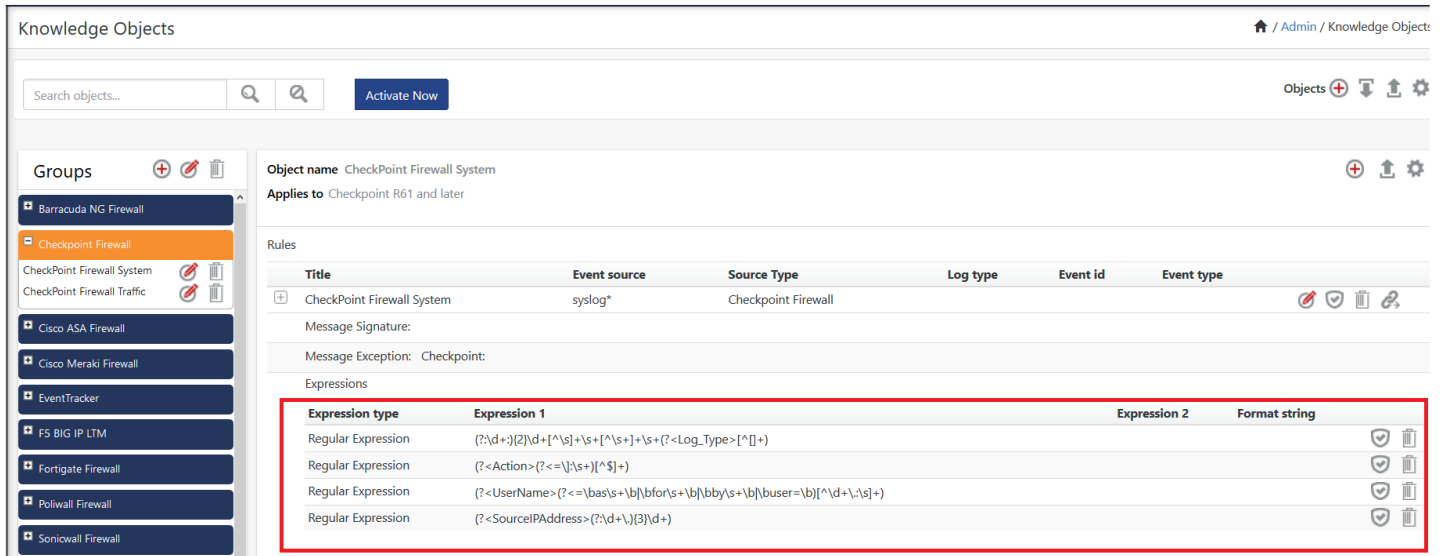 Knowledge Objects
/ Admin / Knowledge Objects
Search objects...
Activate Now
Objects
Groups
Barracuda NG Firewall
Checkpoint Firewall
CheckPoint Firewall System
CheckPoint Firewall Traffic
Cisco ASA Firewall
Cisco Meraki Firewall
EventTracker
F5 BIG IP LTM
Fortigate Firewall
Poliwall Firewall
Sonicwall Firewall
Object name CheckPoint Firewall System
Applies to Checkpoint R61 and later
Rules
Title Event source Source Type Log type Event id Event type
CheckPoint Firewall System syslog* Checkpoint Firewall
Message Signature:
Message Exception: Checkpoint:
Expressions
Expression type Expression 1 Expression 2 Format string
Regular Expression (?:\d+:){2}\d+[^\s]+\s+[^\s+]+\s+(?<Log_Type>[^[]+)
Regular Expression (?<Action>(?<=\]:\s+)[^$]+)
Regular Expression (?<UserName>(?<=\bas\s+\b|\bfor\s+\b|\bby\s+\b|\buser=\b)[^\d+\.:\s]+)
Regular Expression (?<SourceIPAddress>(?:\d+\.){3}\d+)